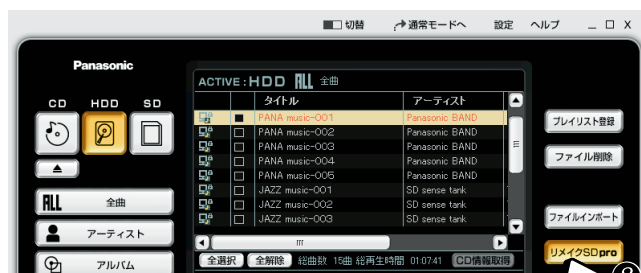 切替 通常モードへ 設定 ヘルプ
Panasonic
ACTIVE : HDD ALL 全曲
CD HDD SD
タイトル アーティスト
PANA music-001 Panasonic BAND
PANA music-002 Panasonic BAND
PANA music-003 Panasonic BAND
PANA music-004 Panasonic BAND
PANA music-005 Panasonic BAND
JAZZ music-001 SD sense tank
JAZZ music-002 SD sense tank
JAZZ music-003 SD sense tank
プレイリスト登録
ファイル削除
ファイルインポート
リメイクSDpro
ALL 全曲
アーティスト
アルバム
全選択 全解除 総曲数 15曲 総再生時間 01:07:41 CD情報取得